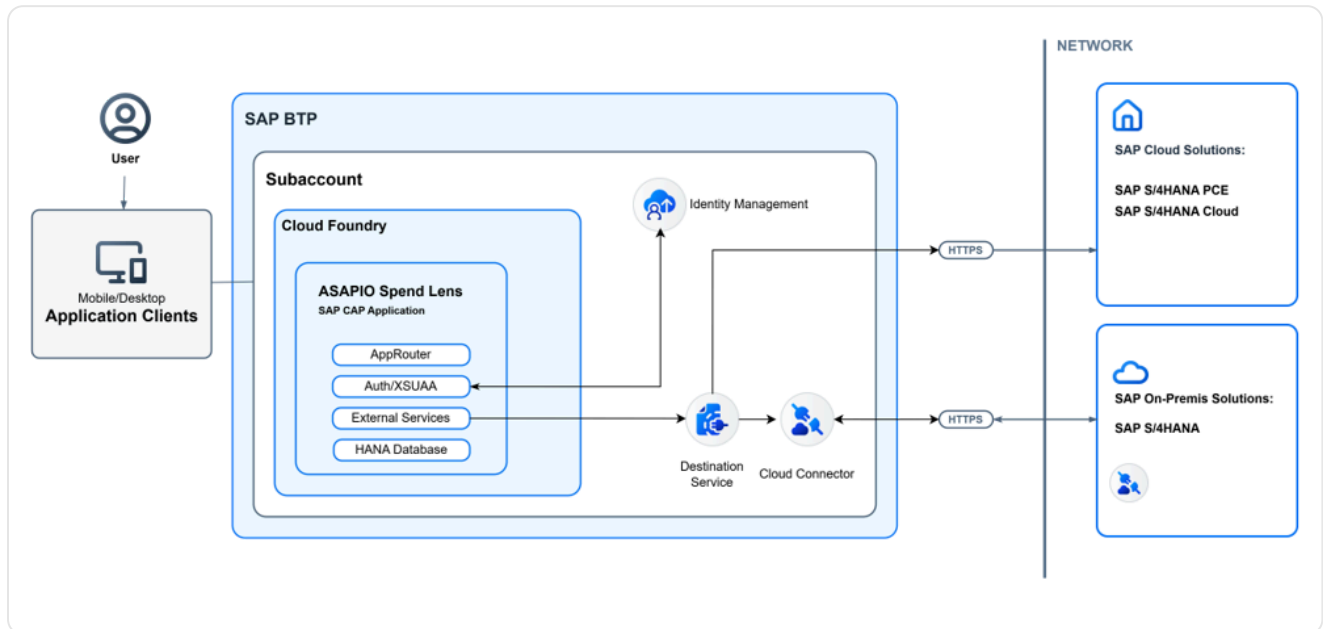 NETWORK
SAP BTP
User
Subaccount
Identity Management
Cloud Foundry
Mobile/Desktop
Application Clients
ASAPIO Spend Lens
SAP CAP Application
AppRouter
Auth/XSUAA
External Services
HANA Database
Destination
Service
Cloud Connector
HTTPS
HTTPS
SAP Cloud Solutions:
SAP S/4HANA PCE
SAP S/4HANA Cloud
SAP On-Premis Solutions:
SAP S/4HANA